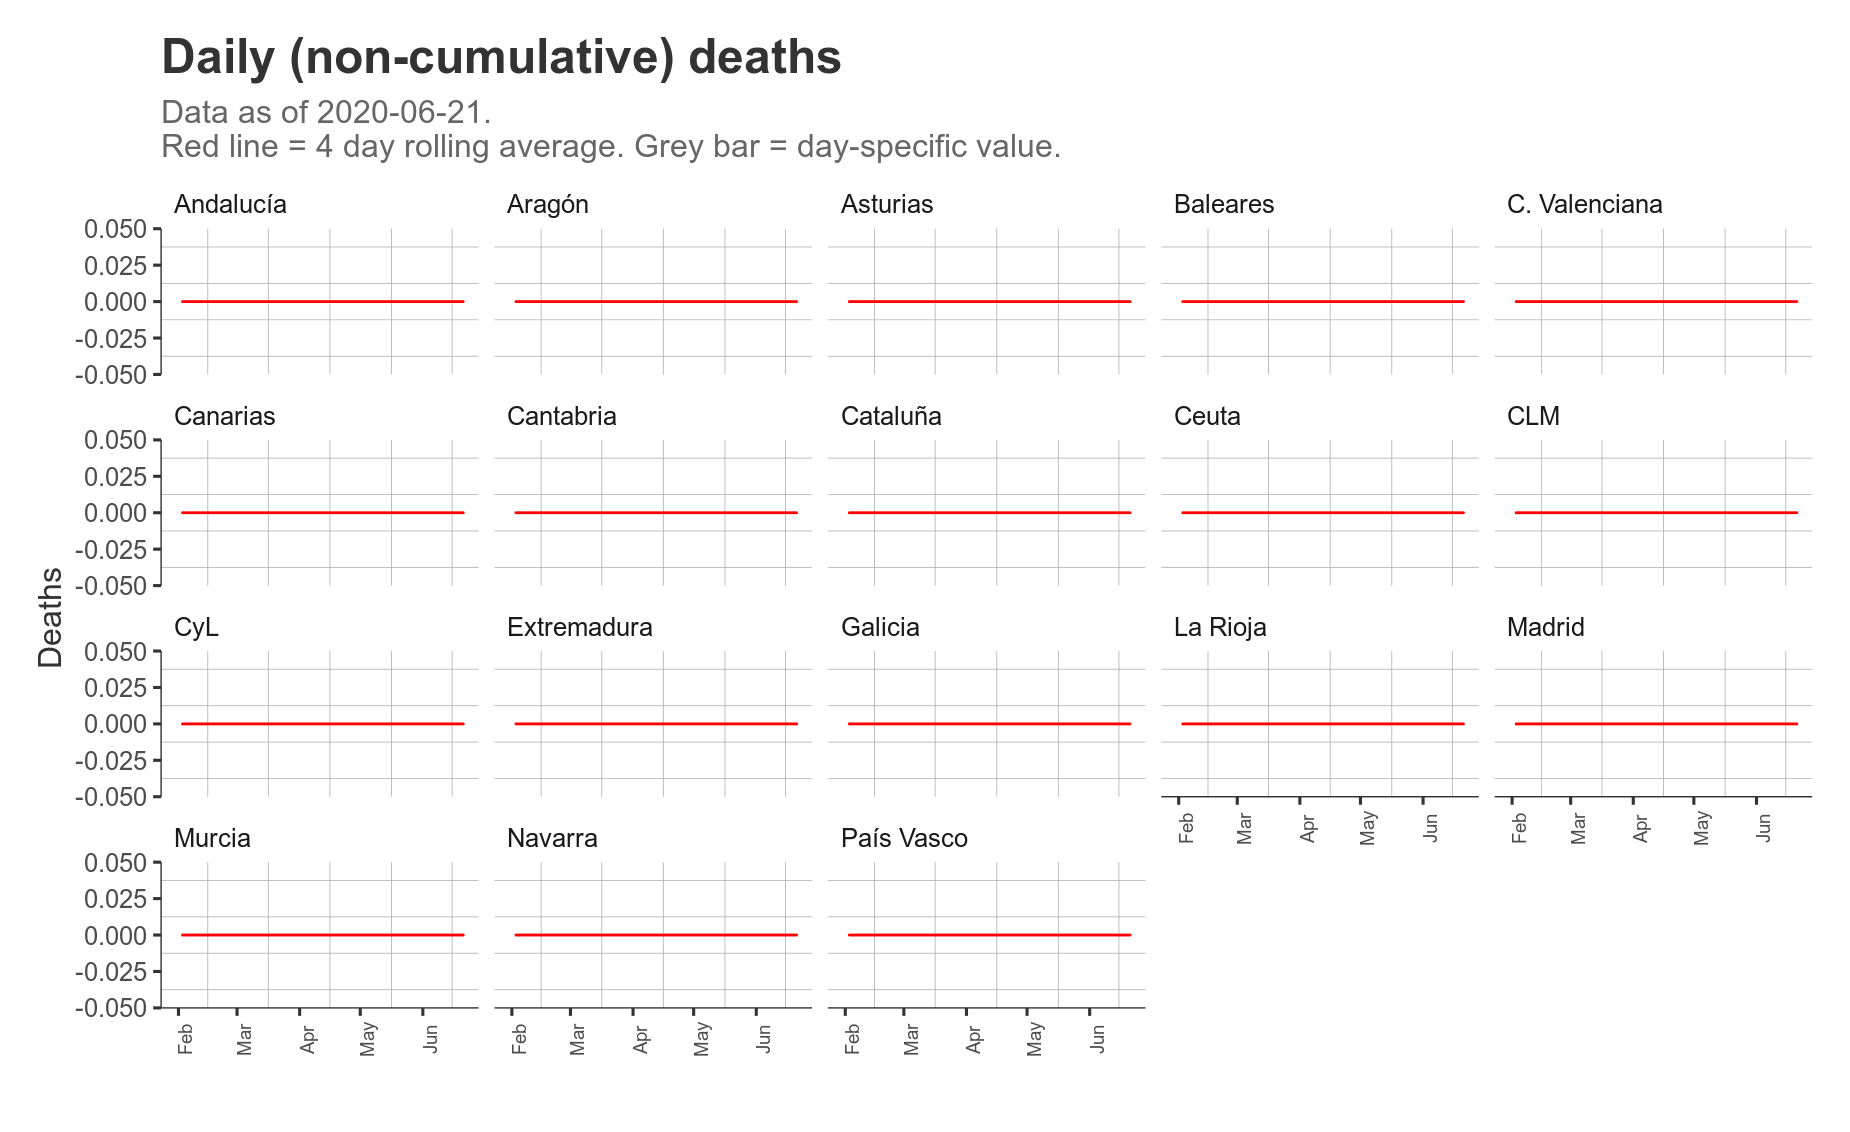 Daily (non-cumulative) deaths
Data as of 2020-06-21.
Red line = 4 day rolling average. Grey bar = day-specific value.
Andalucía
Aragón
Asturias
Baleares
C. Valenciana
0.050
0.025
0.000
-0.025
-0.050
Canarias
Cantabria
Cataluña
Ceuta
CLM
0.050
0.025
0.000
-0.025
-0.050
Deaths
CyL
Extremadura
Galicia
La Rioja
Madrid
0.050
0.025
0.000
-0.025
-0.050
Feb Mar Apr May Jun
Feb Mar Apr May Jun
Murcia
Navarra
País Vasco
0.050
0.025
0.000
-0.025
-0.050
Feb Mar Apr May Jun
Feb Mar Apr May Jun
Feb Mar Apr May Jun